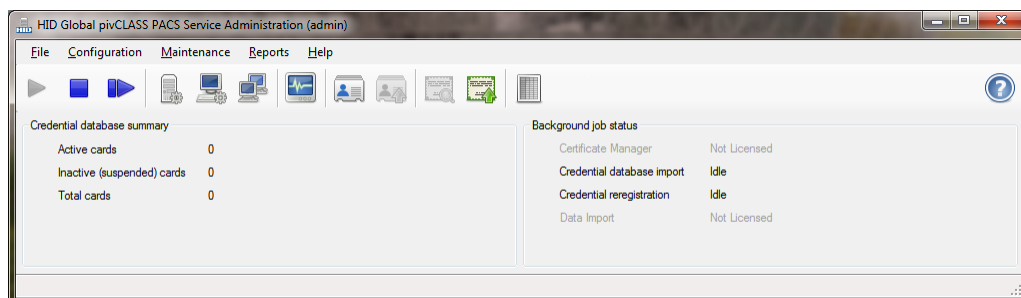 HID Global pivCLASS PACS Service Administration (admin)
File Configuration Maintenance Reports Help
Credential database summary
Active cards 0
Inactive (suspended) cards 0
Total cards 0
Background job status
Certificate Manager Not Licensed
Credential database import Idle
Credential reregistration Idle
Data Import Not Licensed